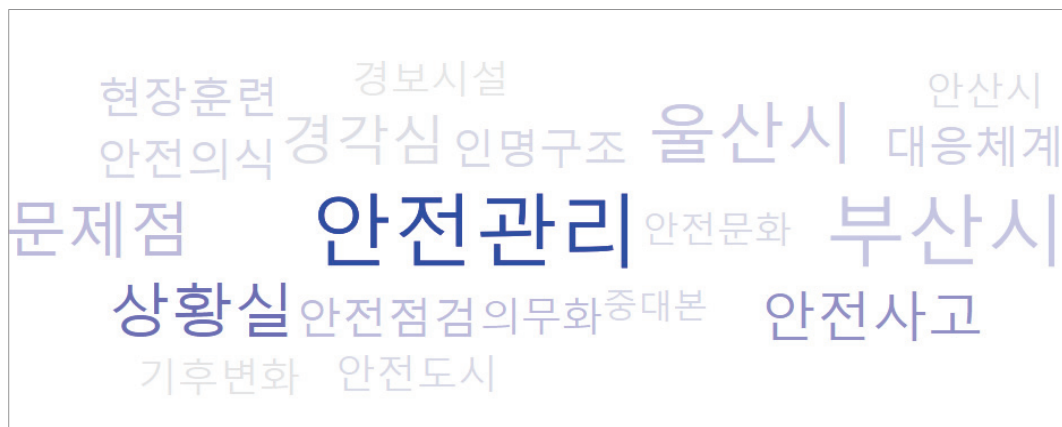 경보시설 안산시
현장훈련 경각심 인명구조 울산시 대응체계
안전의식
문제점 안전관리 안전문화 부산시
상황실 안전점검 의무화 중대본 안전사고
기후변화 안전도시